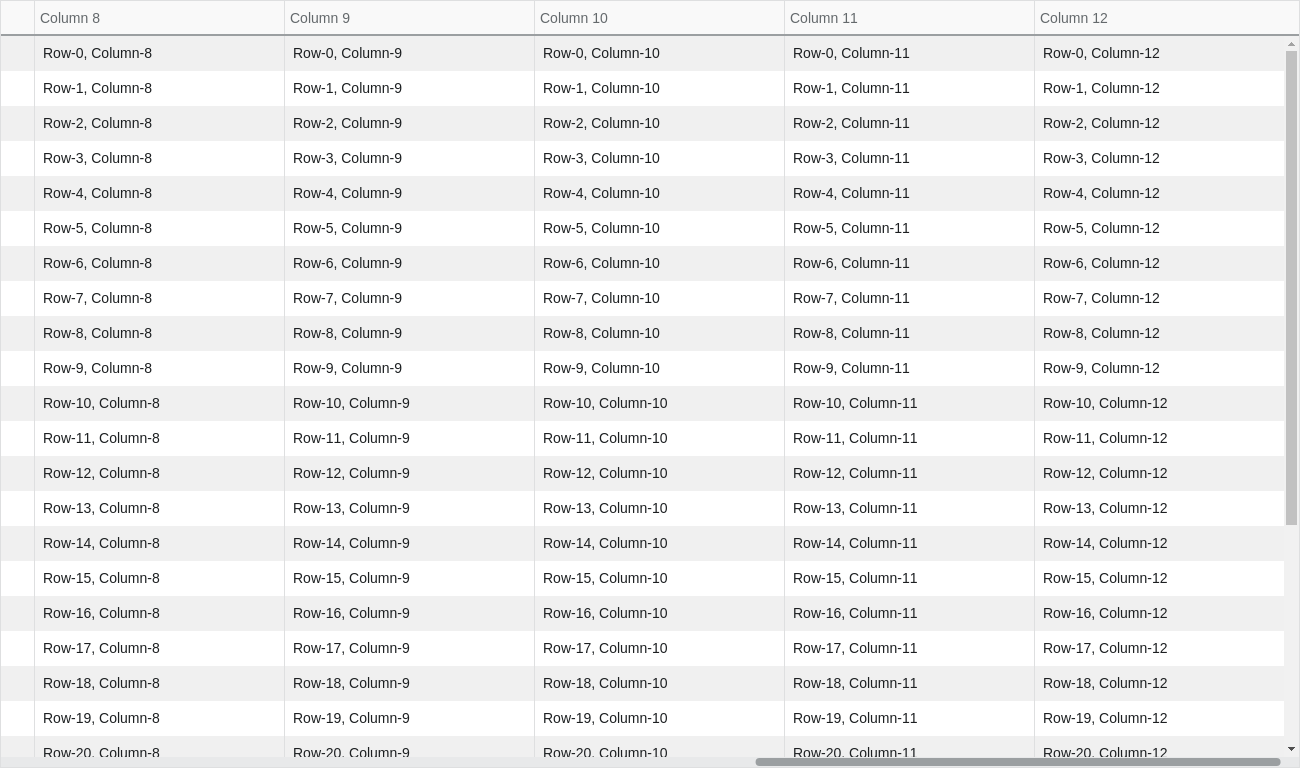 Column 8 Column 9 Column 10 Column 11 Column 12
Row-0, Column-8 Row-0, Column-9 Row-0, Column-10 Row-0, Column-11 Row-0, Column-12
Row-1, Column-8 Row-1, Column-9 Row-1, Column-10 Row-1, Column-11 Row-1, Column-12
Row-2, Column-8 Row-2, Column-9 Row-2, Column-10 Row-2, Column-11 Row-2, Column-12
Row-3, Column-8 Row-3, Column-9 Row-3, Column-10 Row-3, Column-11 Row-3, Column-12
Row-4, Column-8 Row-4, Column-9 Row-4, Column-10 Row-4, Column-11 Row-4, Column-12
Row-5, Column-8 Row-5, Column-9 Row-5, Column-10 Row-5, Column-11 Row-5, Column-12
Row-6, Column-8 Row-6, Column-9 Row-6, Column-10 Row-6, Column-11 Row-6, Column-12
Row-7, Column-8 Row-7, Column-9 Row-7, Column-10 Row-7, Column-11 Row-7, Column-12
Row-8, Column-8 Row-8, Column-9 Row-8, Column-10 Row-8, Column-11 Row-8, Column-12
Row-9, Column-8 Row-9, Column-9 Row-9, Column-10 Row-9, Column-11 Row-9, Column-12
Row-10, Column-8 Row-10, Column-9 Row-10, Column-10 Row-10, Column-11 Row-10, Column-12
Row-11, Column-8 Row-11, Column-9 Row-11, Column-10 Row-11, Column-11 Row-11, Column-12
Row-12, Column-8 Row-12, Column-9 Row-12, Column-10 Row-12, Column-11 Row-12, Column-12
Row-13, Column-8 Row-13, Column-9 Row-13, Column-10 Row-13, Column-11 Row-13, Column-12
Row-14, Column-8 Row-14, Column-9 Row-14, Column-10 Row-14, Column-11 Row-14, Column-12
Row-15, Column-8 Row-15, Column-9 Row-15, Column-10 Row-15, Column-11 Row-15, Column-12
Row-16, Column-8 Row-16, Column-9 Row-16, Column-10 Row-16, Column-11 Row-16, Column-12
Row-17, Column-8 Row-17, Column-9 Row-17, Column-10 Row-17, Column-11 Row-17, Column-12
Row-18, Column-8 Row-18, Column-9 Row-18, Column-10 Row-18, Column-11 Row-18, Column-12
Row-19, Column-8 Row-19, Column-9 Row-19, Column-10 Row-19, Column-11 Row-19, Column-12
Row-20, Column-8 Row-20, Column-9 Row-20, Column-10 Row-20, Column-11 Row-20, Column-12